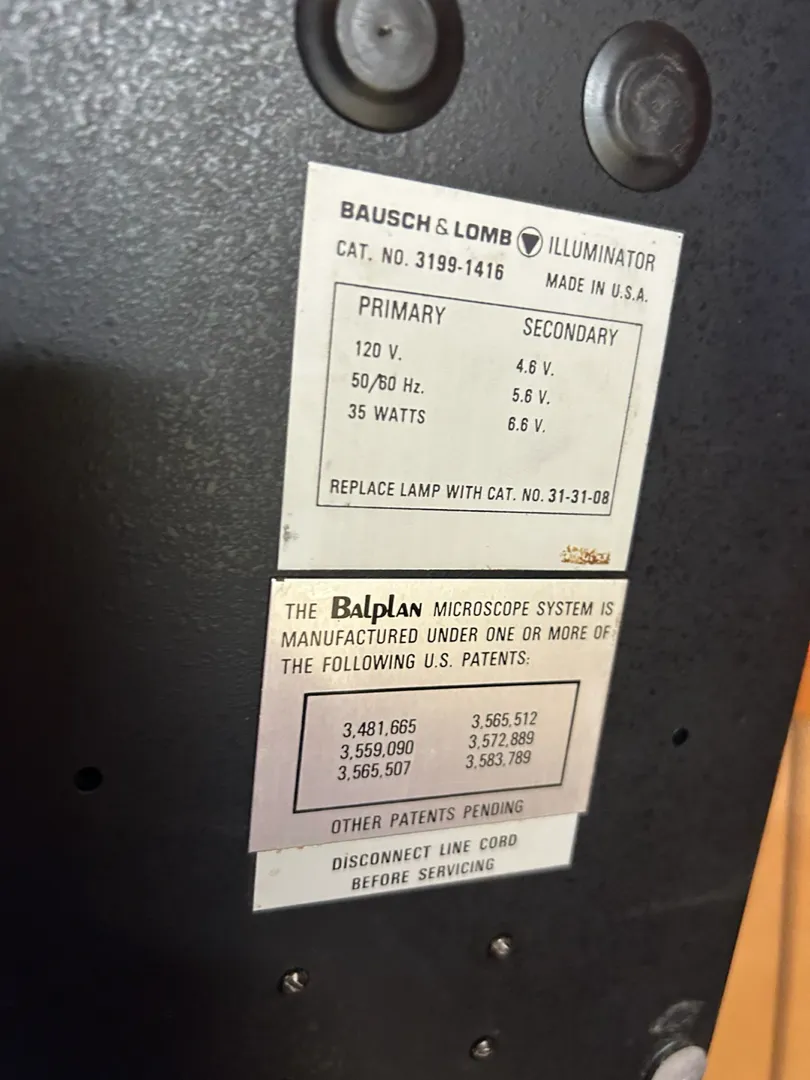 BAUSCH & LOMB ILLUMINATOR
CAT. NO. 3199-1416 MADE IN U.S.A.
PRIMARY SECONDARY
120 V. 4.6 V.
50/60 Hz. 5.6 V.
35 WATTS 6.6 V.
REPLACE LAMP WITH CAT. NO. 31-31-08
THE Balplan MICROSCOPE SYSTEM IS
MANUFACTURED UNDER ONE OR MORE OF
THE FOLLOWING U.S. PATENTS:
3,481,665 3,565,512
3,559,090 3,572,889
3,565,507 3,583,789
OTHER PATENTS PENDING
DISCONNECT LINE CORD
BEFORE SERVICING